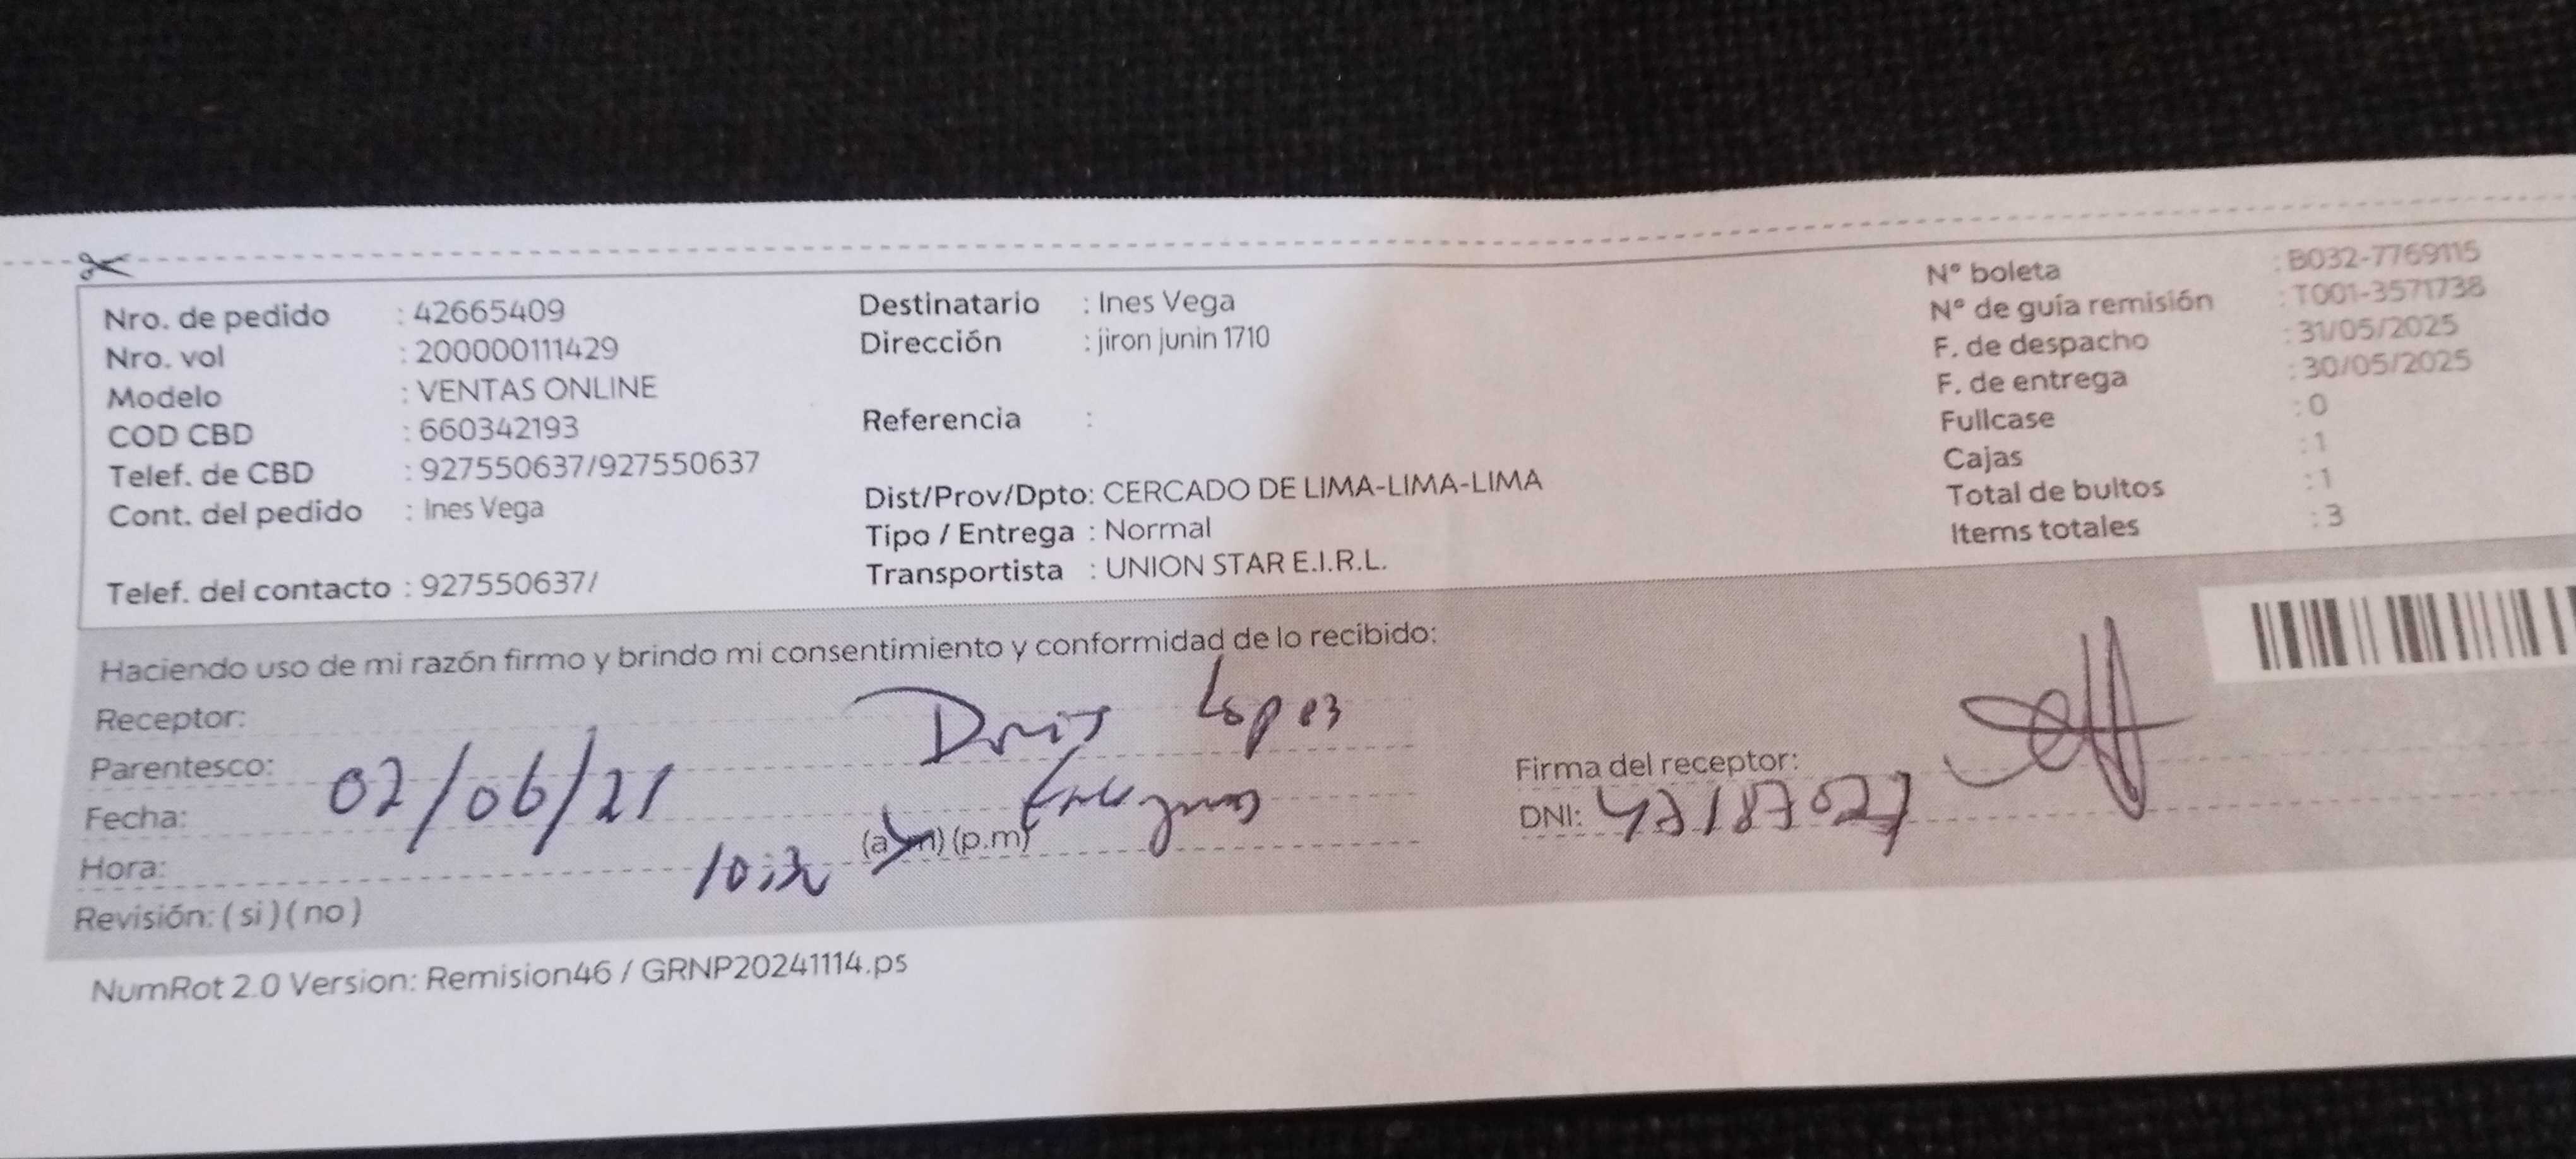 Nro. de pedido : 42665409
Nro. vol : 200000111429
Modelo : VENTAS ONLINE
COD CBD : 660342193
Telef. de CBD : 927550637/927550637
Cont. del pedido : Ines Vega
Telef. del contacto : 927550637/
Destinatario : Ines Vega
Dirección : jiron junin 1710
Referencia :
Dist/Prov/Dpto: CERCADO DE LIMA-LIMA-LIMA
Tipo / Entrega : Normal
Transportista : UNION STAR E.I.R.L.
N° boleta : B032-7769115
N° de guía remisión : T001-3571738
F. de despacho : 31/05/2025
F. de entrega : 30/05/2025
Fullcase : 0
Cajas : 1
Total de bultos : 1
Items totales : 3
Haciendo uso de mi razón firmo y brindo mi consentimiento y conformidad de lo recibido:
Receptor: Lopez
Parentesco:
Fecha: 02/06/21
Hora: (a.m) (p.m)
Revisión: ( si ) ( no )
Firma del receptor:
DNI:
NumRot 2.0 Version: Remision46 / GRNP20241114.ps